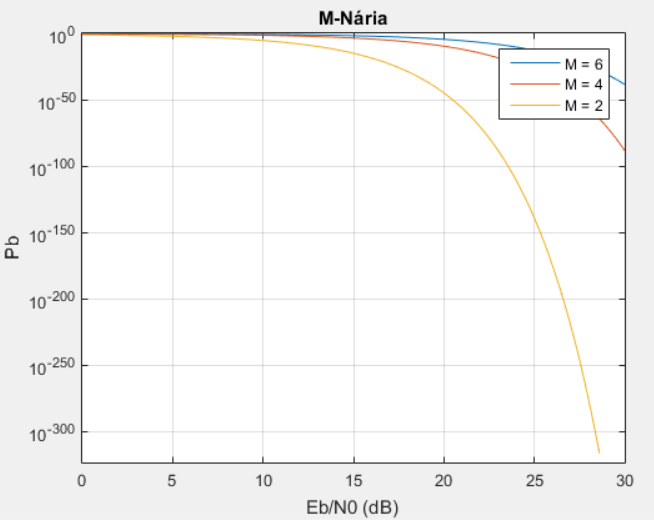 M-Nária
10^0
10^-50
10^-100
10^-150
10^-200
10^-250
10^-300
Pb
M = 6
M = 4
M = 2
0 5 10 15 20 25 30
Eb/N0 (dB)